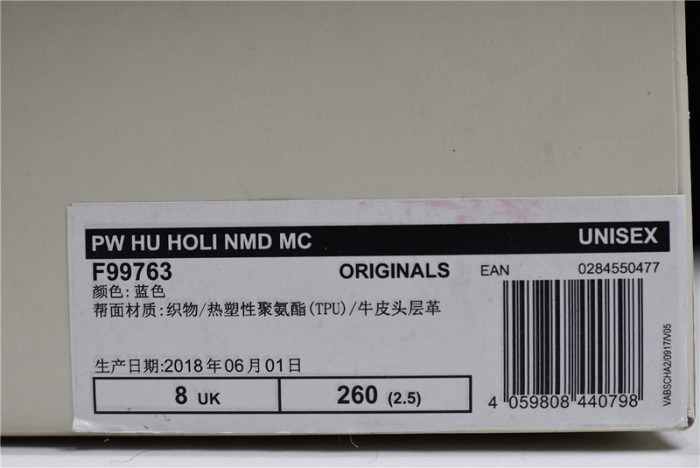 PW HU HOLI NMD MC UNISEX
F99763 ORIGINALS EAN 0284550477
颜色:蓝色
帮面材质:织物/热塑性聚氨酯(TPU)/牛皮头层革
生产日期:2018年06月01日
8 UK 260 (2.5)
4 059808 440798
VABSCHA2/0917/V05